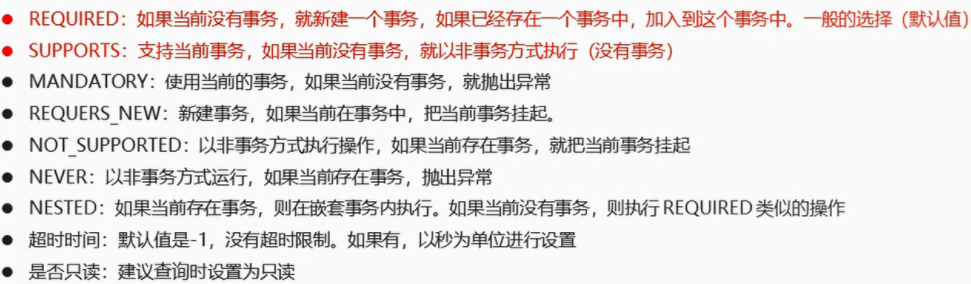 ● REQUIRED：如果当前没有事务，就新建一个事务，如果已经存在一个事务中，加入到这个事务中。一般的选择（默认值）
● SUPPORTS：支持当前事务，如果当前没有事务，就以非事务方式执行（没有事务）
● MANDATORY：使用当前的事务，如果当前没有事务，就抛出异常
● REQUERS_NEW：新建事务，如果当前在事务中，把当前事务挂起。
● NOT_SUPPORTED：以非事务方式执行操作，如果当前存在事务，就把当前事务挂起
● NEVER：以非事务方式运行，如果当前存在事务，抛出异常
● NESTED：如果当前存在事务，则在嵌套事务内执行。如果当前没有事务，则执行 REQUIRED 类似的操作
● 超时时间：默认值是-1，没有超时限制。如果有，以秒为单位进行设置
● 是否只读：建议查询时设置为只读